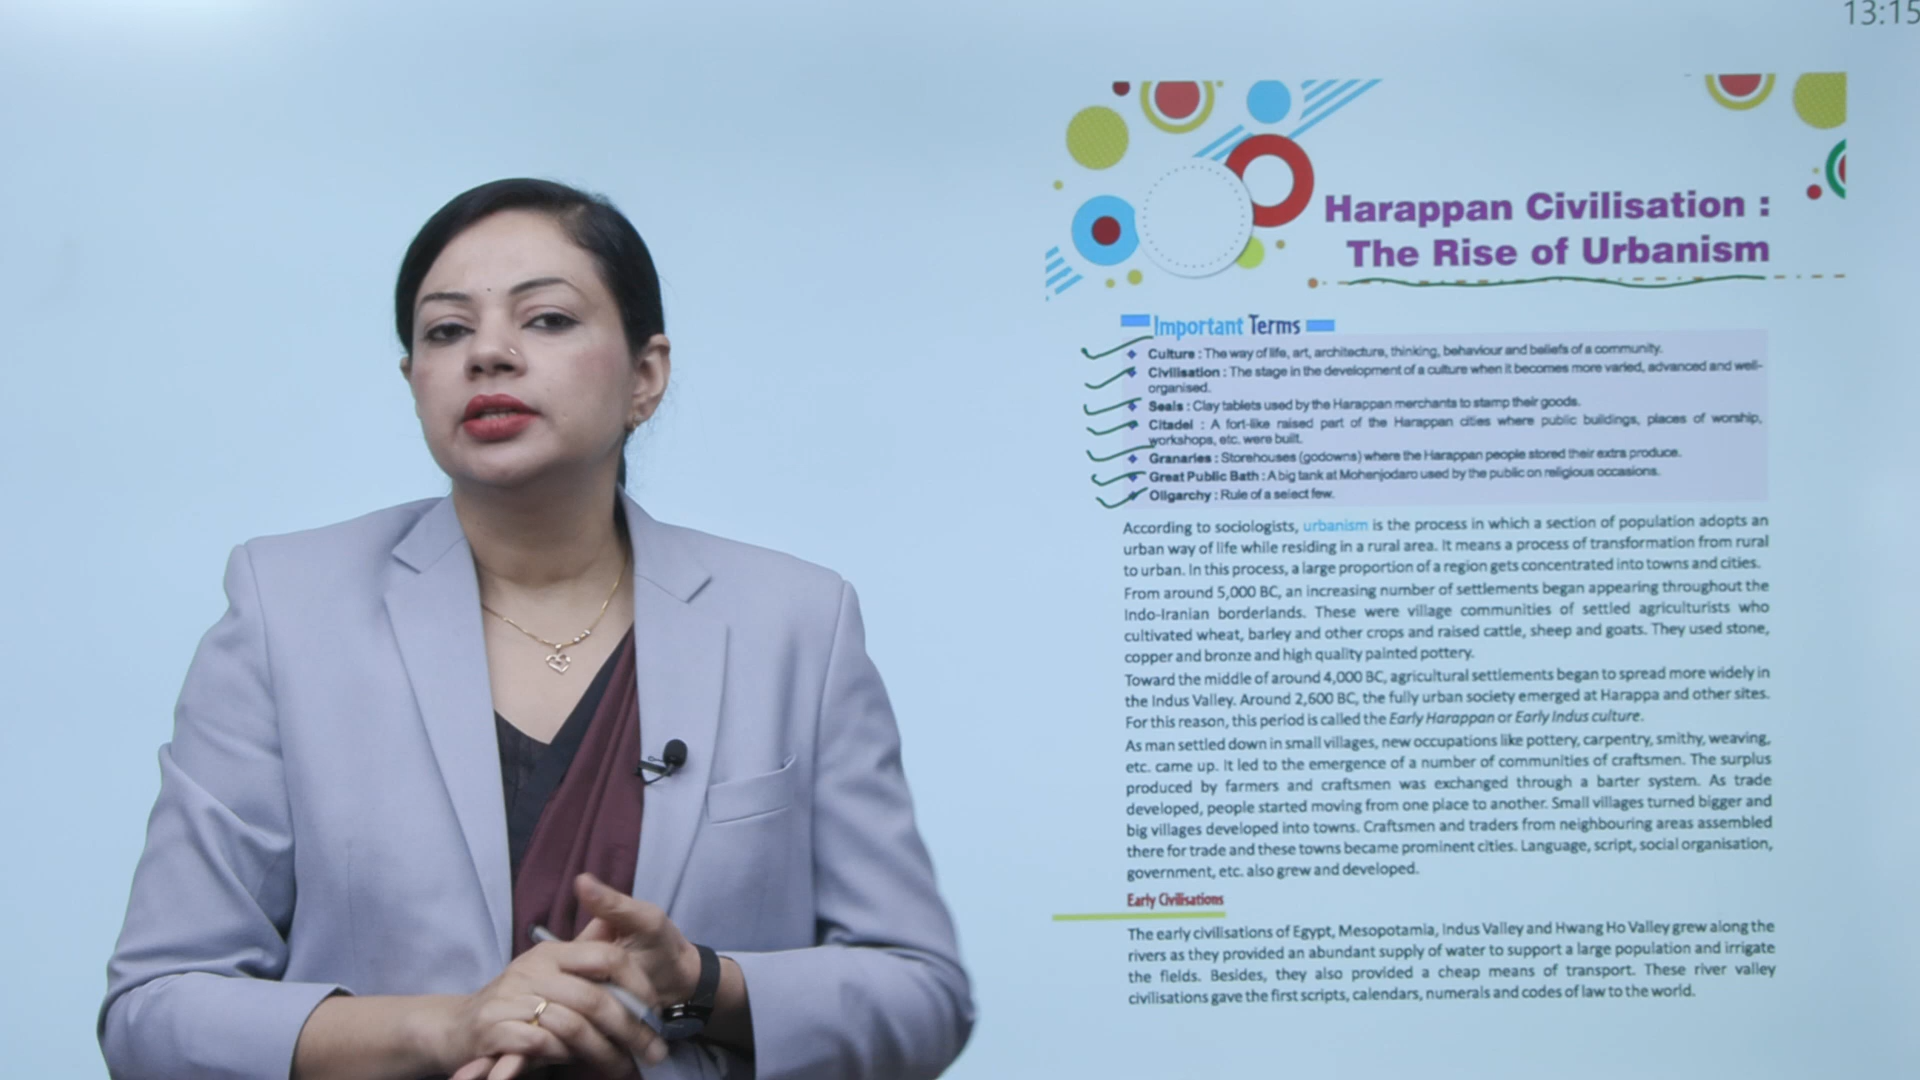 13:15
Harappan Civilisation :
The Rise of Urbanism
Important Terms
Culture : The way of life, art, architecture, thinking, behaviour and beliefs of a community.
Civilisation : The stage in the development of a culture when it becomes more varied, advanced and well-
organised.
Seals : Clay tablets used by the Harappan merchants to stamp their goods.
Citadel : A fort-like raised part of the Harappan cities where public buildings, places of worship,
workshops, etc. were built.
Granaries : Storehouses (godowns) where the Harappan people stored their extra produce.
Great Public Bath : A big tank at Mohenjodaro used by the public on religious occasions.
Oligarchy : Rule of a select few.
According to sociologists, urbanism is the process in which a section of population adopts an
urban way of life while residing in a rural area. It means a process of transformation from rural
to urban. In this process, a large proportion of a region gets concentrated into towns and cities.
From around 5,000 BC, an increasing number of settlements began appearing throughout the
Indo-Iranian borderlands. These were village communities of settled agriculturists who
cultivated wheat, barley and other crops and raised cattle, sheep and goats. They used stone,
copper and bronze and high quality painted pottery.
Toward the middle of around 4,000 BC, agricultural settlements began to spread more widely in
the Indus Valley. Around 2,600 BC, the fully urban society emerged at Harappa and other sites.
For this reason, this period is called the Early Harappan or Early Indus culture.
As man settled down in small villages, new occupations like pottery, carpentry, smithy, weaving,
etc. came up. It led to the emergence of a number of communities of craftsmen. The surplus
produced by farmers and craftsmen was exchanged through a barter system. As trade
developed, people started moving from one place to another. Small villages turned bigger and
big villages developed into towns. Craftsmen and traders from neighbouring areas assembled
there for trade and these towns became prominent cities. Language, script, social organisation,
government, etc. also grew and developed.
Early Civilisations
The early civilisations of Egypt, Mesopotamia, Indus Valley and Hwang Ho Valley grew along the
rivers as they provided an abundant supply of water to support a large population and irrigate
the fields. Besides, they also provided a cheap means of transport. These river valley
civilisations gave the first scripts, calendars, numerals and codes of law to the world.